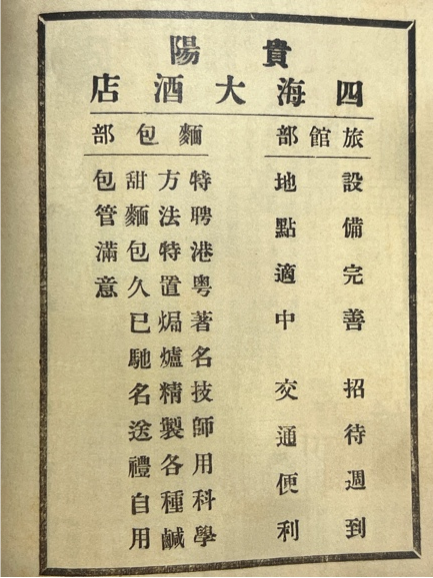 貴陽
四海大酒店
旅館部
設備完善 招待週到
地點適中 交通便利
麵包部
特聘港粵著名技師用科學
方法特置焗爐精製各種鹹
甜麵包久已馳名送禮自用
包管滿意